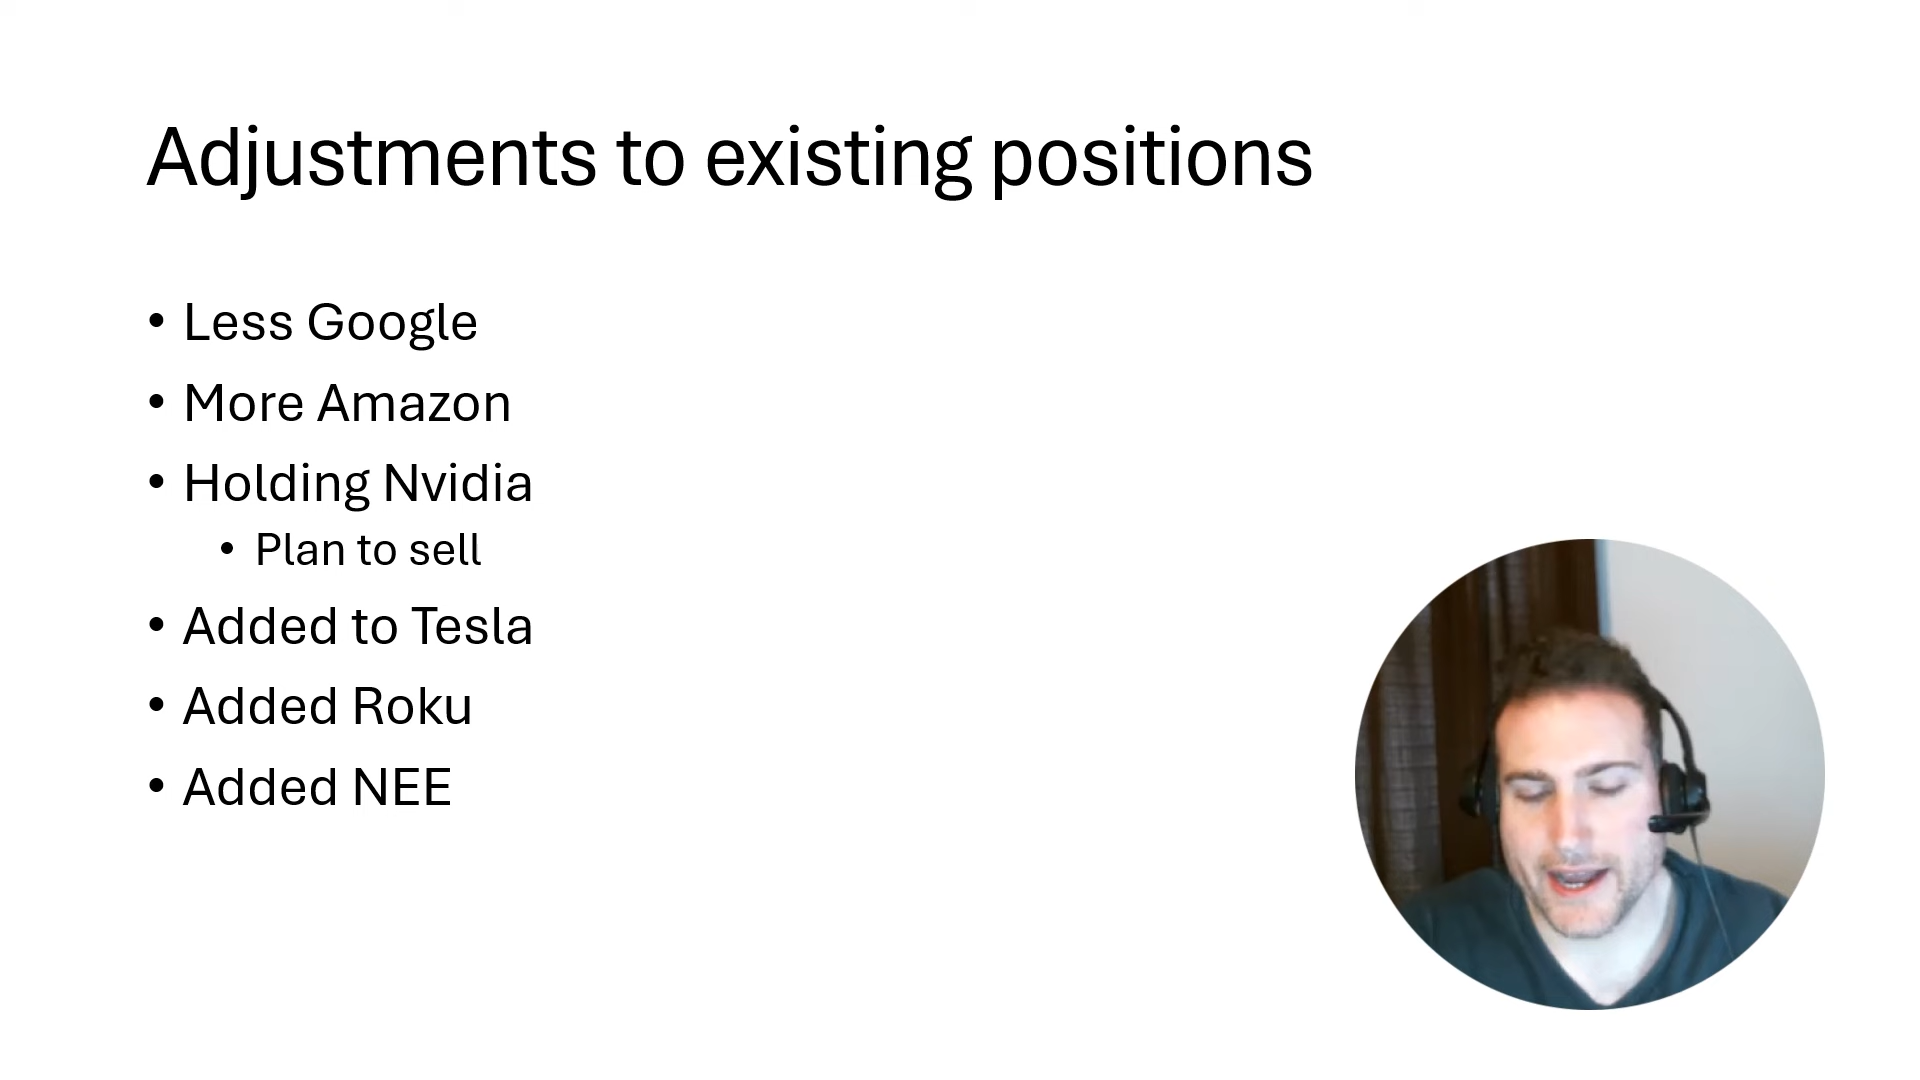 Adjustments to existing positions
• Less Google
• More Amazon
• Holding Nvidia
• Plan to sell
• Added to Tesla
• Added Roku
• Added NEE